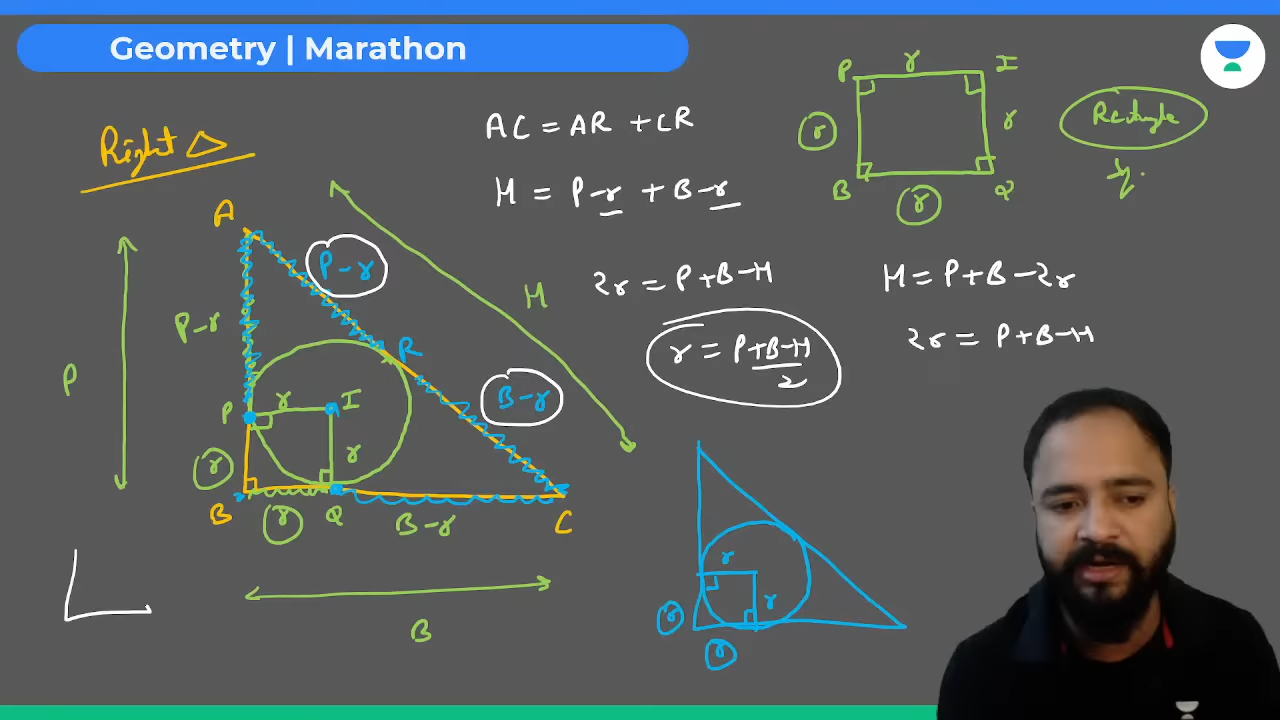 Geometry | Marathon
Right △
AC = AR + CR
H = P-r + B-r
2r = P+B-H
r = P+B-H
2
H = P+B-2r
2r = P+B-H
P
r
I
r
r
B
r
Q
Rectangle
A
P-r
H
P-r
R
P
B-r
P
r
I
r
r
B
r
Q
B-r
C
B
r
r
r
r